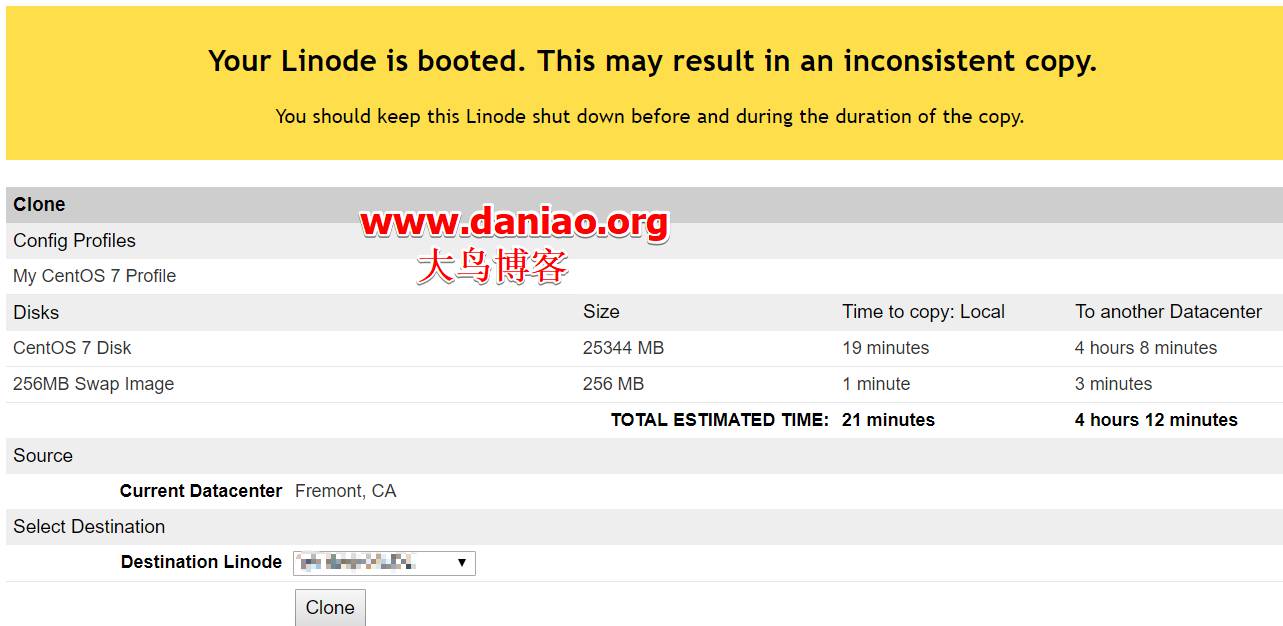 Your Linode is booted. This may result in an inconsistent copy.
You should keep this Linode shut down before and during the duration of the copy.
Clone
www.daniao.org
Config Profiles
大鸟博客
My CentOS 7 Profile
Disks Size Time to copy: Local To another Datacenter
CentOS 7 Disk 25344 MB 19 minutes 4 hours 8 minutes
256MB Swap Image 256 MB 1 minute 3 minutes
TOTAL ESTIMATED TIME: 21 minutes 4 hours 12 minutes
Source
Current Datacenter Fremont, CA
Select Destination
Destination Linode
Clone